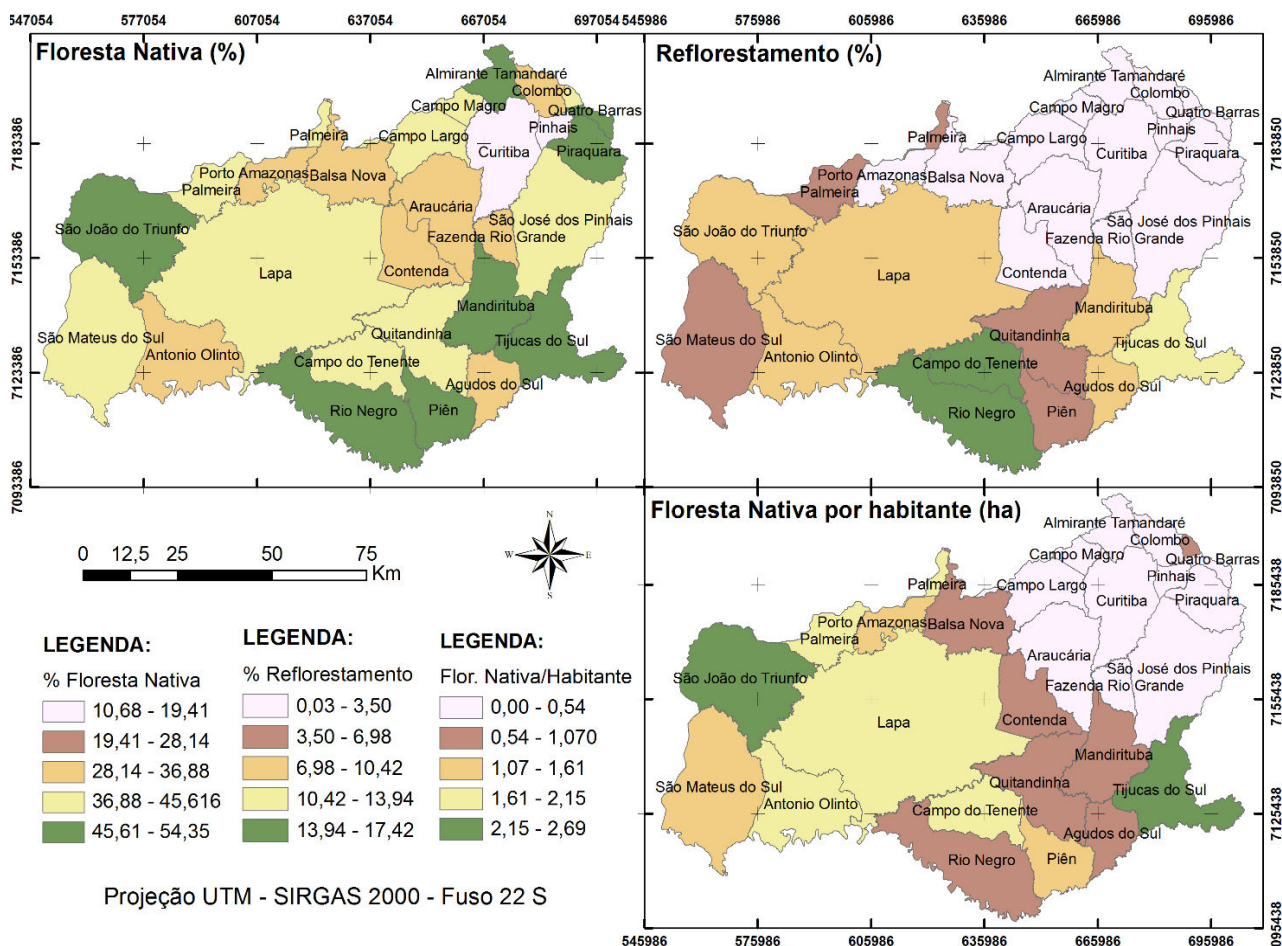 547054 577054 607054 637054 667054 697054 545986 575986 605986 635986 665986 695986
Floresta Nativa (%)
Almirante Tamandaré
Colombo
Campo Magro
Quatro Barras
Palmeira
Campo Largo
Pinhais
Curitiba
Piraquara
Porto Amazonas
Palmeira
Balsa Nova
Araucária
São José dos Pinhais
São João do Triunfo
Fazenda Rio Grande
Lapa
Contenda
Mandirituba
São Mateus do Sul
Quitandinha
Tijucas do Sul
Antonio Olinto
Campo do Tenente
Agudos do Sul
Rio Negro
Piên
7183386
7153386
7123386
7093386
Reflorestamento (%)
Almirante Tamandaré
Colombo
Campo Magro
Quatro Barras
Palmeira
Campo Largo
Pinhais
Curitiba
Piraquara
Porto Amazonas
Palmeira
Balsa Nova
Araucária
São José dos Pinhais
São João do Triunfo
Fazenda Rio Grande
Lapa
Contenda
Mandirituba
São Mateus do Sul
Quitandinha
Tijucas do Sul
Antonio Olinto
Campo do Tenente
Agudos do Sul
Rio Negro
Piên
7183850
7153850
7123850
7093850
N
W E
S
0 12,5 25 50 75
Km
LEGENDA:
% Floresta Nativa
10,68 - 19,41
19,41 - 28,14
28,14 - 36,88
36,88 - 45,616
45,61 - 54,35
LEGENDA:
% Reflorestamento
0,03 - 3,50
3,50 - 6,98
6,98 - 10,42
10,42 - 13,94
13,94 - 17,42
LEGENDA:
Flor. Nativa/Habitante
0,00 - 0,54
0,54 - 1,070
1,07 - 1,61
1,61 - 2,15
2,15 - 2,69
Projeção UTM - SIRGAS 2000 - Fuso 22 S
Floresta Nativa por habitante (ha)
Almirante Tamandaré
Colombo
Campo Magro
Quatro Barras
Palmeira
Campo Largo
Pinhais
Curitiba
Piraquara
Porto Amazonas
Palmeira
Balsa Nova
Araucária
São José dos Pinhais
São João do Triunfo
Fazenda Rio Grande
Lapa
Contenda
Mandirituba
São Mateus do Sul
Quitandinha
Tijucas do Sul
Antonio Olinto
Campo do Tenente
Agudos do Sul
Rio Negro
Piên
7185438
7155438
7125438
7095438
545986 575986 605986 635986 665986 695986